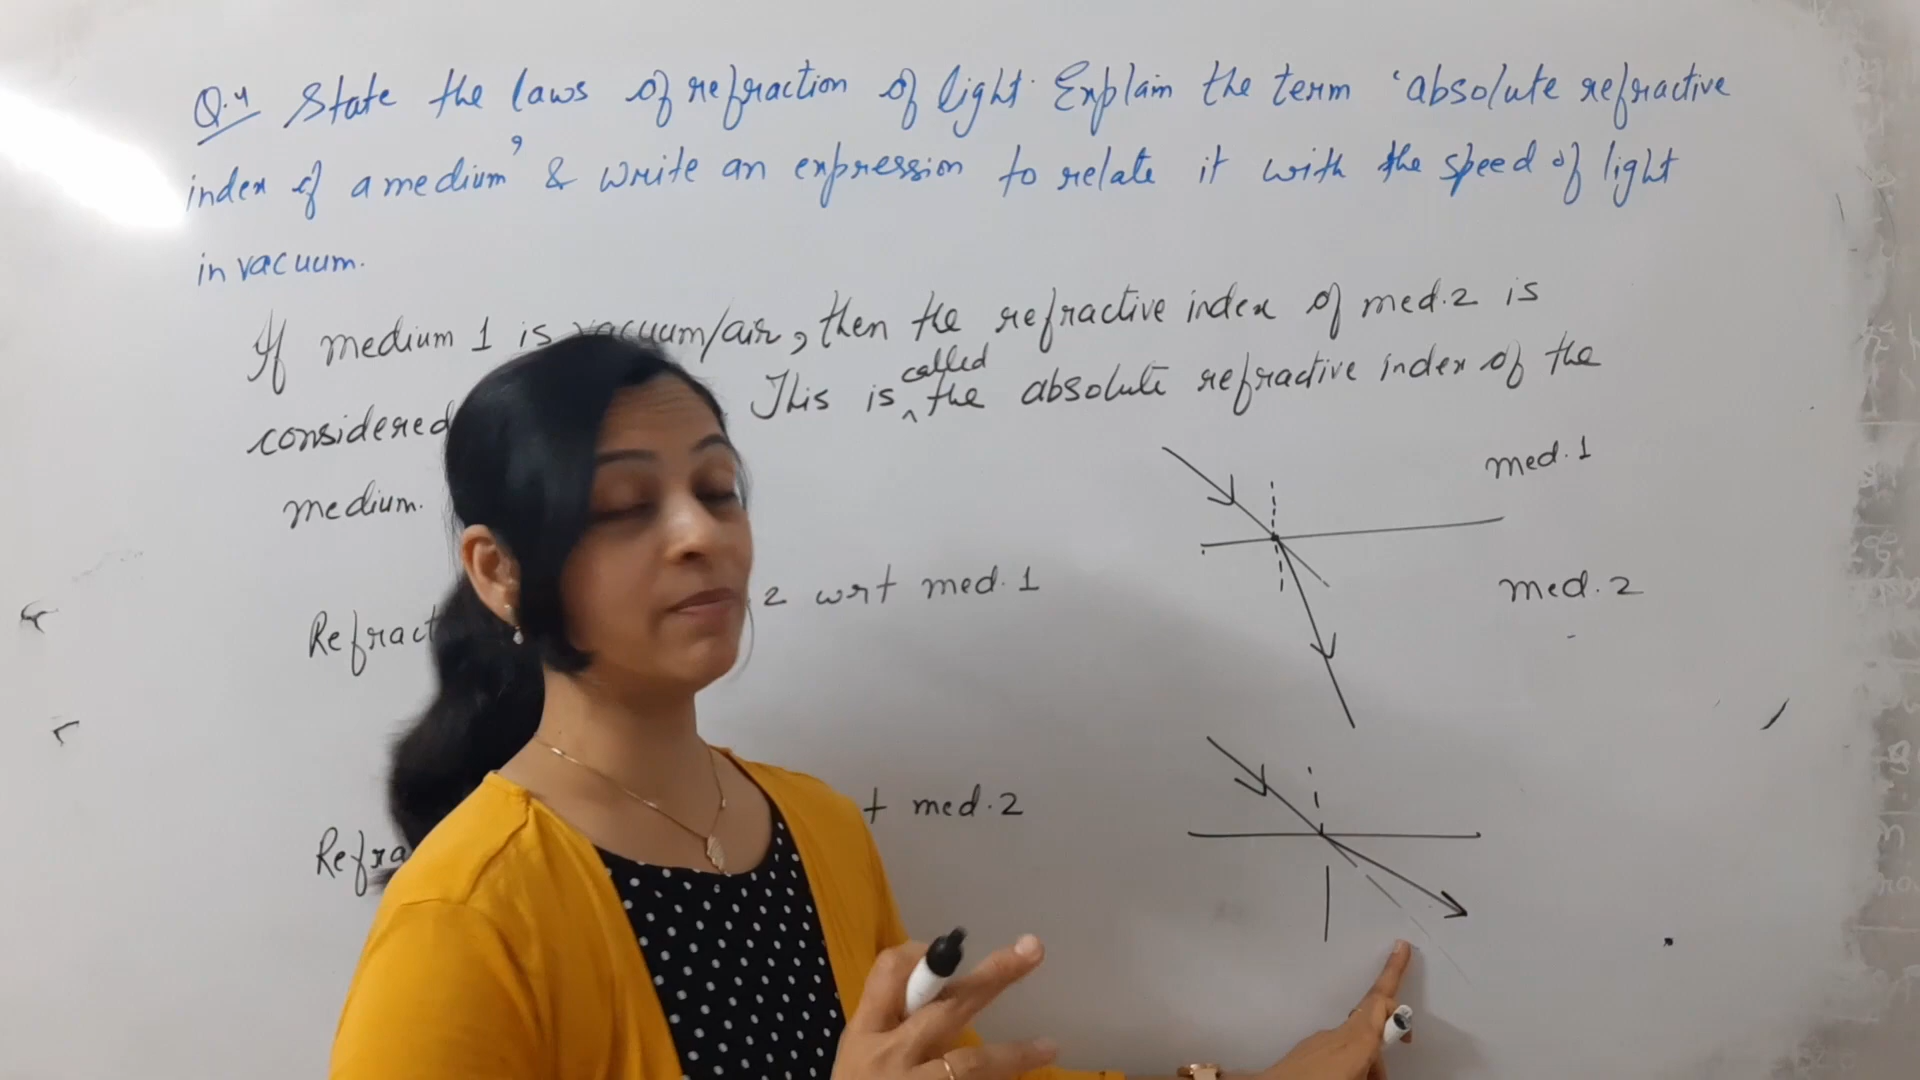 Q.4 State the laws of refraction of light. Explain the term 'absolute refractive
index of a medium' & write an expression to relate it with the speed of light
in vacuum.
If medium 1 is vacuum/air, then the refractive index of med.2 is
considered This is called the absolute refractive index of the
medium.
med. 1
med. 2
2 wrt med. 1
med.2